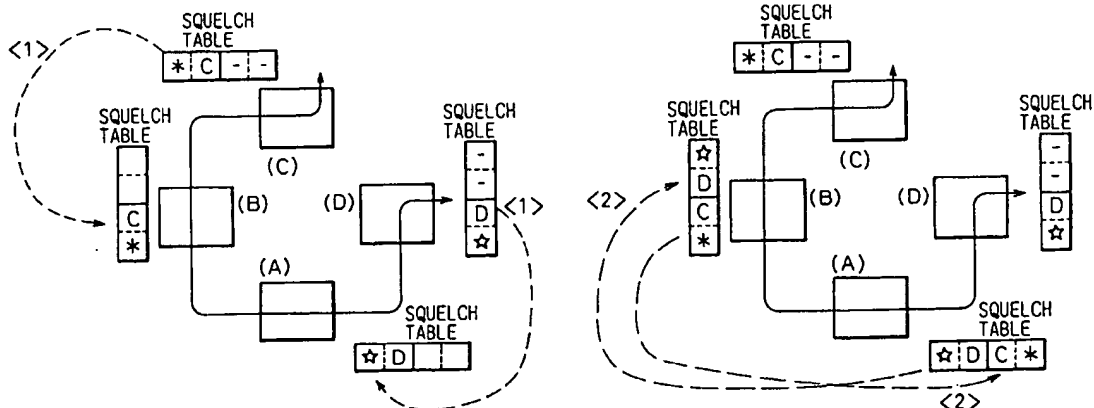 SQUELCH
TABLE
<1>
* C - -
SQUELCH
TABLE
C
*
(C)
(B)
SQUELCH
TABLE
-
-
D
☆
<1>
(D)
(A)
SQUELCH
TABLE
☆ D
SQUELCH
TABLE
* C - -
SQUELCH
TABLE
☆
D
C
*
<2>
(C)
(B)
SQUELCH
TABLE
-
-
D
☆
(D)
(A)
SQUELCH
TABLE
☆ D C *
<2>